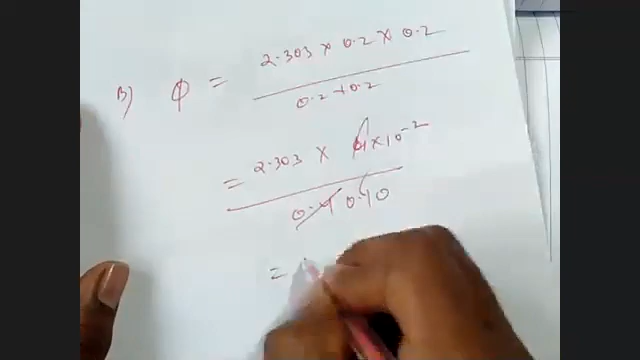 B) ϕ = 2.303 × 0.2 × 0.2
0.2 + 0.2
= 2.303 × 4 × 10⁻²
0.4 0.40
=